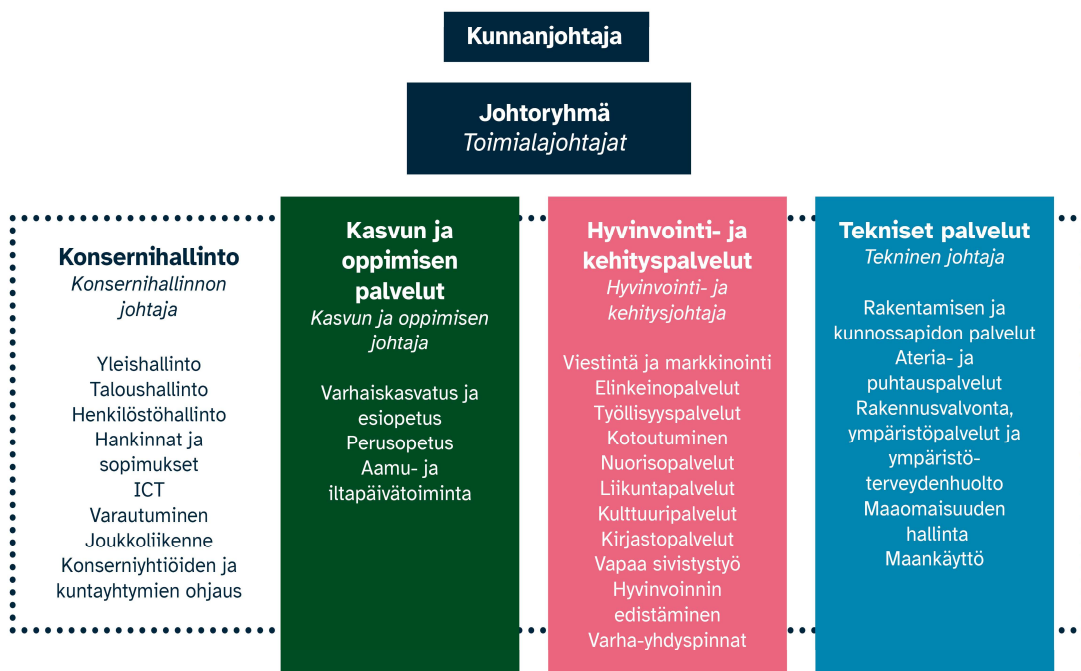 Kunnanjohtaja
Johtoryhmä
Toimialajohtajat
Konsernihallinto
Konsernihallinnon
johtaja
Yleishallinto
Taloushallinto
Henkilöstöhallinto
Hankinnat ja
sopimukset
ICT
Varautuminen
Joukkoliikenne
Konserniyhtiöiden ja
kuntayhtymien ohjaus
Kasvun ja
oppimisen
palvelut
Kasvun ja oppimisen
johtaja
Varhaiskasvatus ja
esiopetus
Perusopetus
Aamu- ja
iltapäivätoiminta
Hyvinvointi- ja
kehityspalvelut
Hyvinvointi- ja
kehitysjohtaja
Viestintä ja markkinointi
Elinkeinopalvelut
Työllisyyspalvelut
Kotoutuminen
Nuorisopalvelut
Liikuntapalvelut
Kulttuuripalvelut
Kirjastopalvelut
Vapaa sivistystyö
Hyvinvoinnin
edistäminen
Varha-yhdyspinnat
Tekniset palvelut
Tekninen johtaja
Rakentamisen ja
kunnossapidon palvelut
Ateria- ja
puhtauspalvelut
Rakennusvalvonta,
ympäristöpalvelut ja
ympäristö-
terveydenhuolto
Maaomaisuuden
hallinta
Maankäyttö